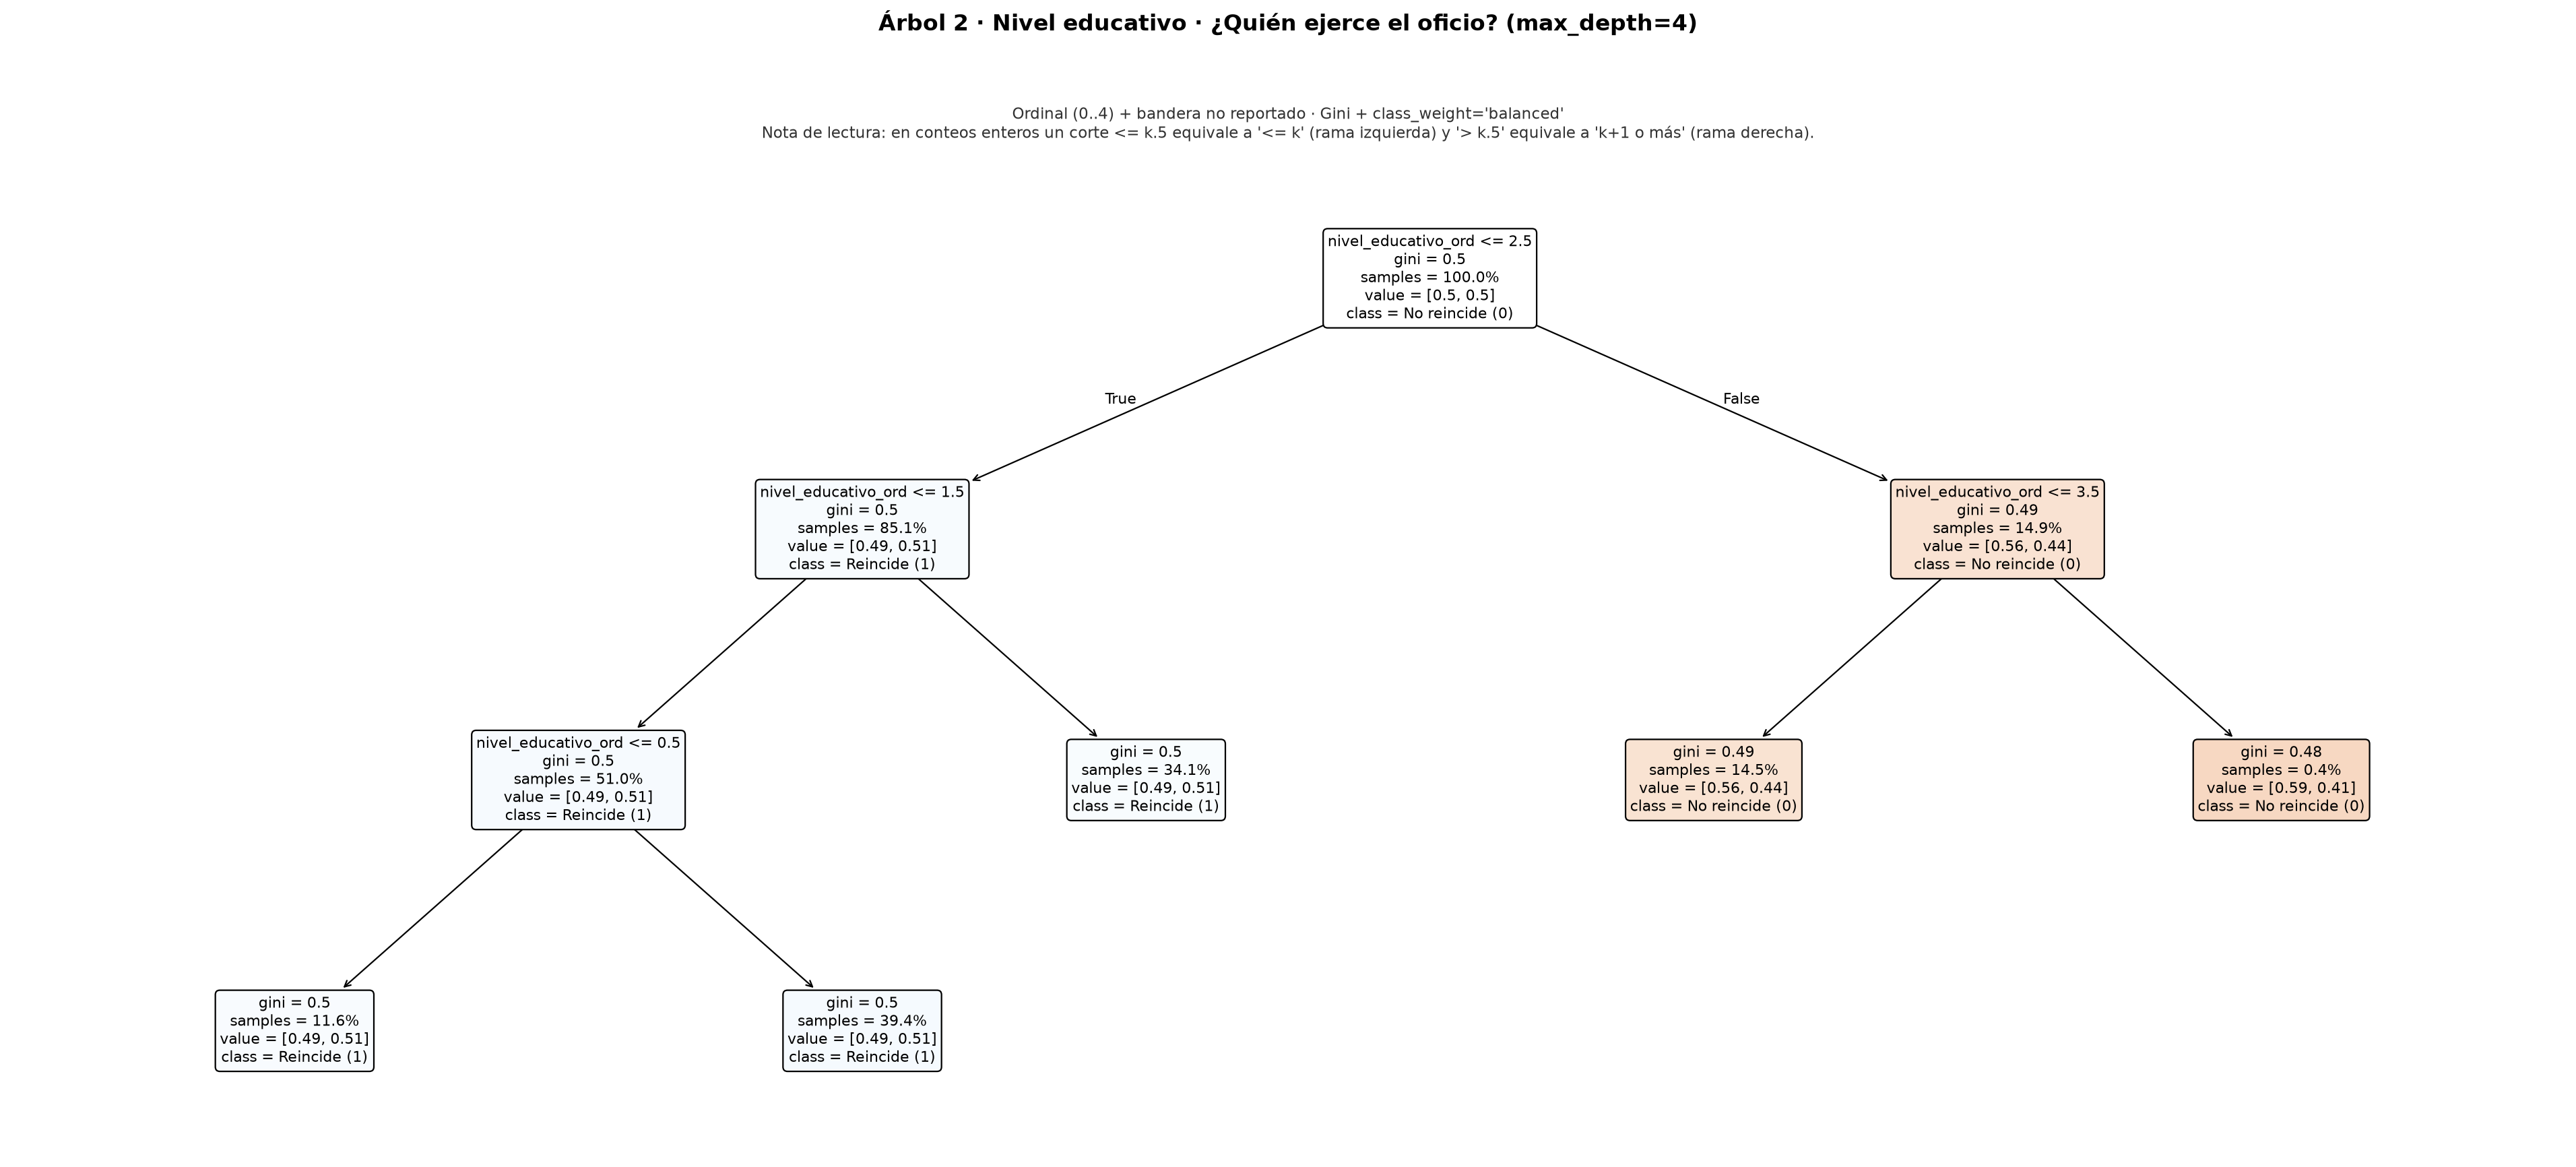 Árbol 2 · Nivel educativo · ¿Quién ejerce el oficio? (max_depth=4)
Ordinal (0..4) + bandera no reportado · Gini + class_weight='balanced'
Nota de lectura: en conteos enteros un corte <= k.5 equivale a '<= k' (rama izquierda) y '> k.5' equivale a 'k+1 o más' (rama derecha).
nivel_educativo_ord <= 2.5
gini = 0.5
samples = 100.0%
value = [0.5, 0.5]
class = No reincide (0)
True
False
nivel_educativo_ord <= 1.5
gini = 0.5
samples = 85.1%
value = [0.49, 0.51]
class = Reincide (1)
nivel_educativo_ord <= 3.5
gini = 0.49
samples = 14.9%
value = [0.56, 0.44]
class = No reincide (0)
nivel_educativo_ord <= 0.5
gini = 0.5
samples = 51.0%
value = [0.49, 0.51]
class = Reincide (1)
gini = 0.5
samples = 34.1%
value = [0.49, 0.51]
class = Reincide (1)
gini = 0.49
samples = 14.5%
value = [0.56, 0.44]
class = No reincide (0)
gini = 0.48
samples = 0.4%
value = [0.59, 0.41]
class = No reincide (0)
gini = 0.5
samples = 11.6%
value = [0.49, 0.51]
class = Reincide (1)
gini = 0.5
samples = 39.4%
value = [0.49, 0.51]
class = Reincide (1)